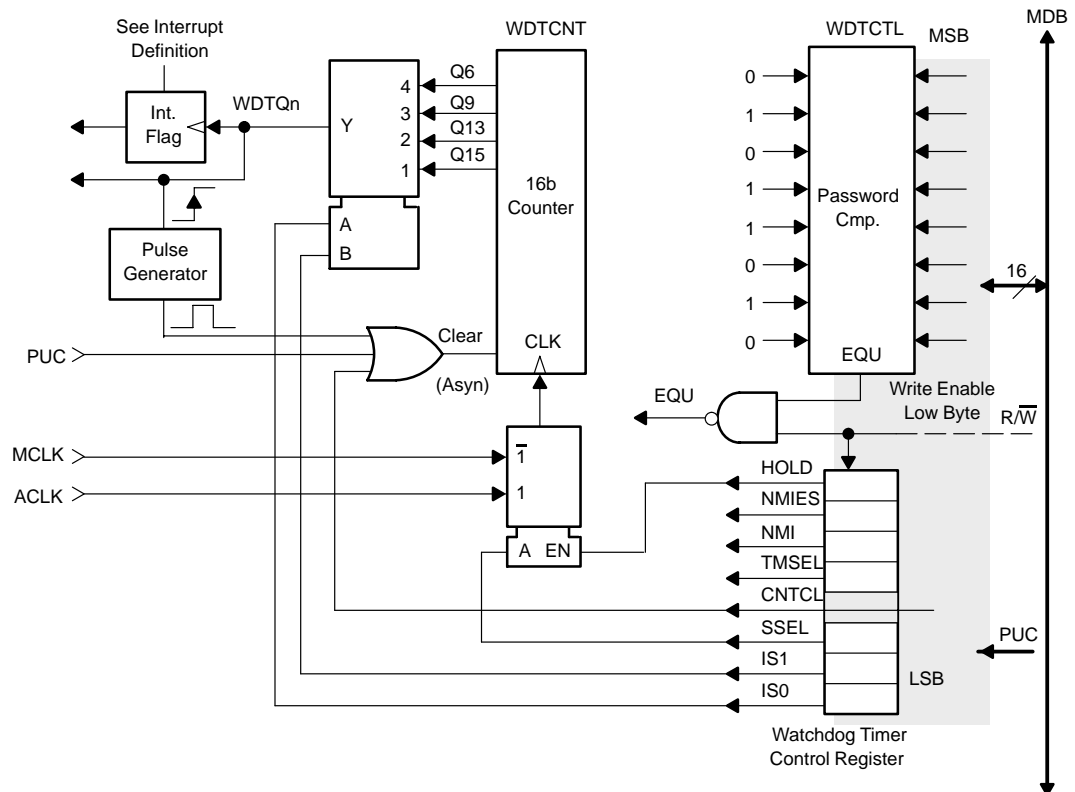 See Interrupt
Definition
WDTCNT
WDTCTL
MSB
MDB
Int.
Flag
WDTQn
Y
4
3
2
1
Q6
Q9
Q13
Q15
16b
Counter
A
B
Pulse
Generator
0
1
0
1
1
0
1
0
Password
Cmp.
EQU
16
PUC
Clear
(Asyn)
CLK
EQU
Write Enable
Low Byte
R/W̅
MCLK
ACLK
1̅
1
A EN
HOLD
NMIES
NMI
TMSEL
CNTCL
SSEL
IS1
IS0
PUC
LSB
Watchdog Timer
Control Register